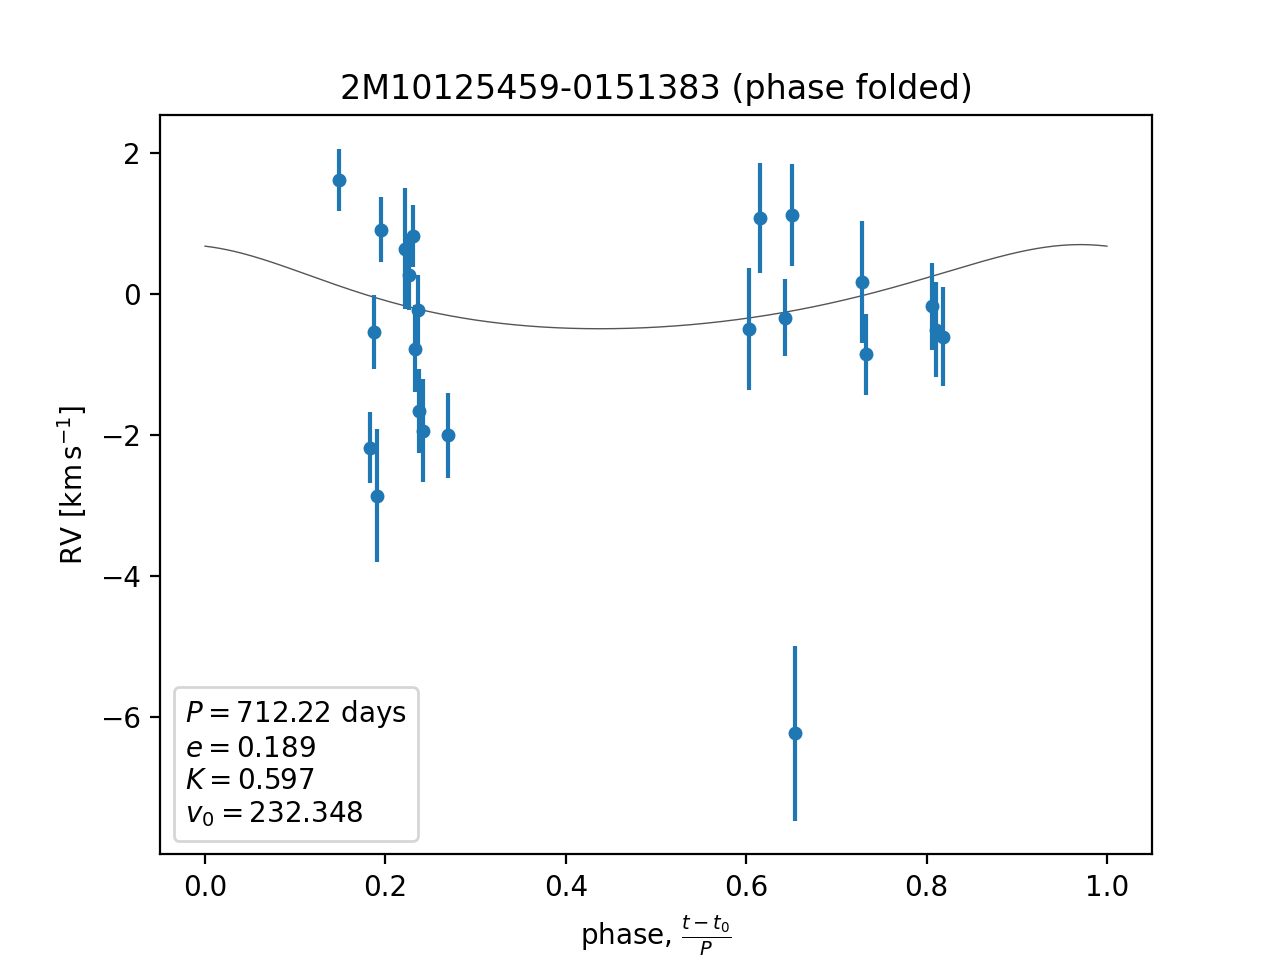 2M10125459-0151383 (phase folded)
RV [km s⁻¹]
2
0
−2
−4
−6
P = 712.22 days
e = 0.189
K = 0.597
v₀ = 232.348
0.0 0.2 0.4 0.6 0.8 1.0
phase, (t − t₀)/P